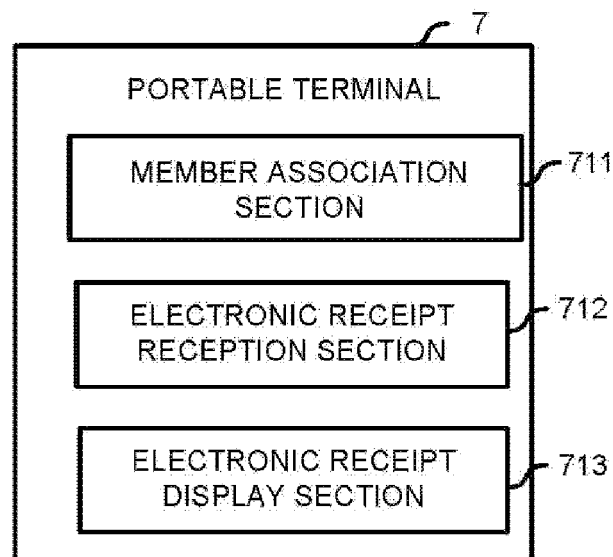 7
PORTABLE TERMINAL
MEMBER ASSOCIATION
SECTION
711
ELECTRONIC RECEIPT
RECEPTION SECTION
712
ELECTRONIC RECEIPT
DISPLAY SECTION
713